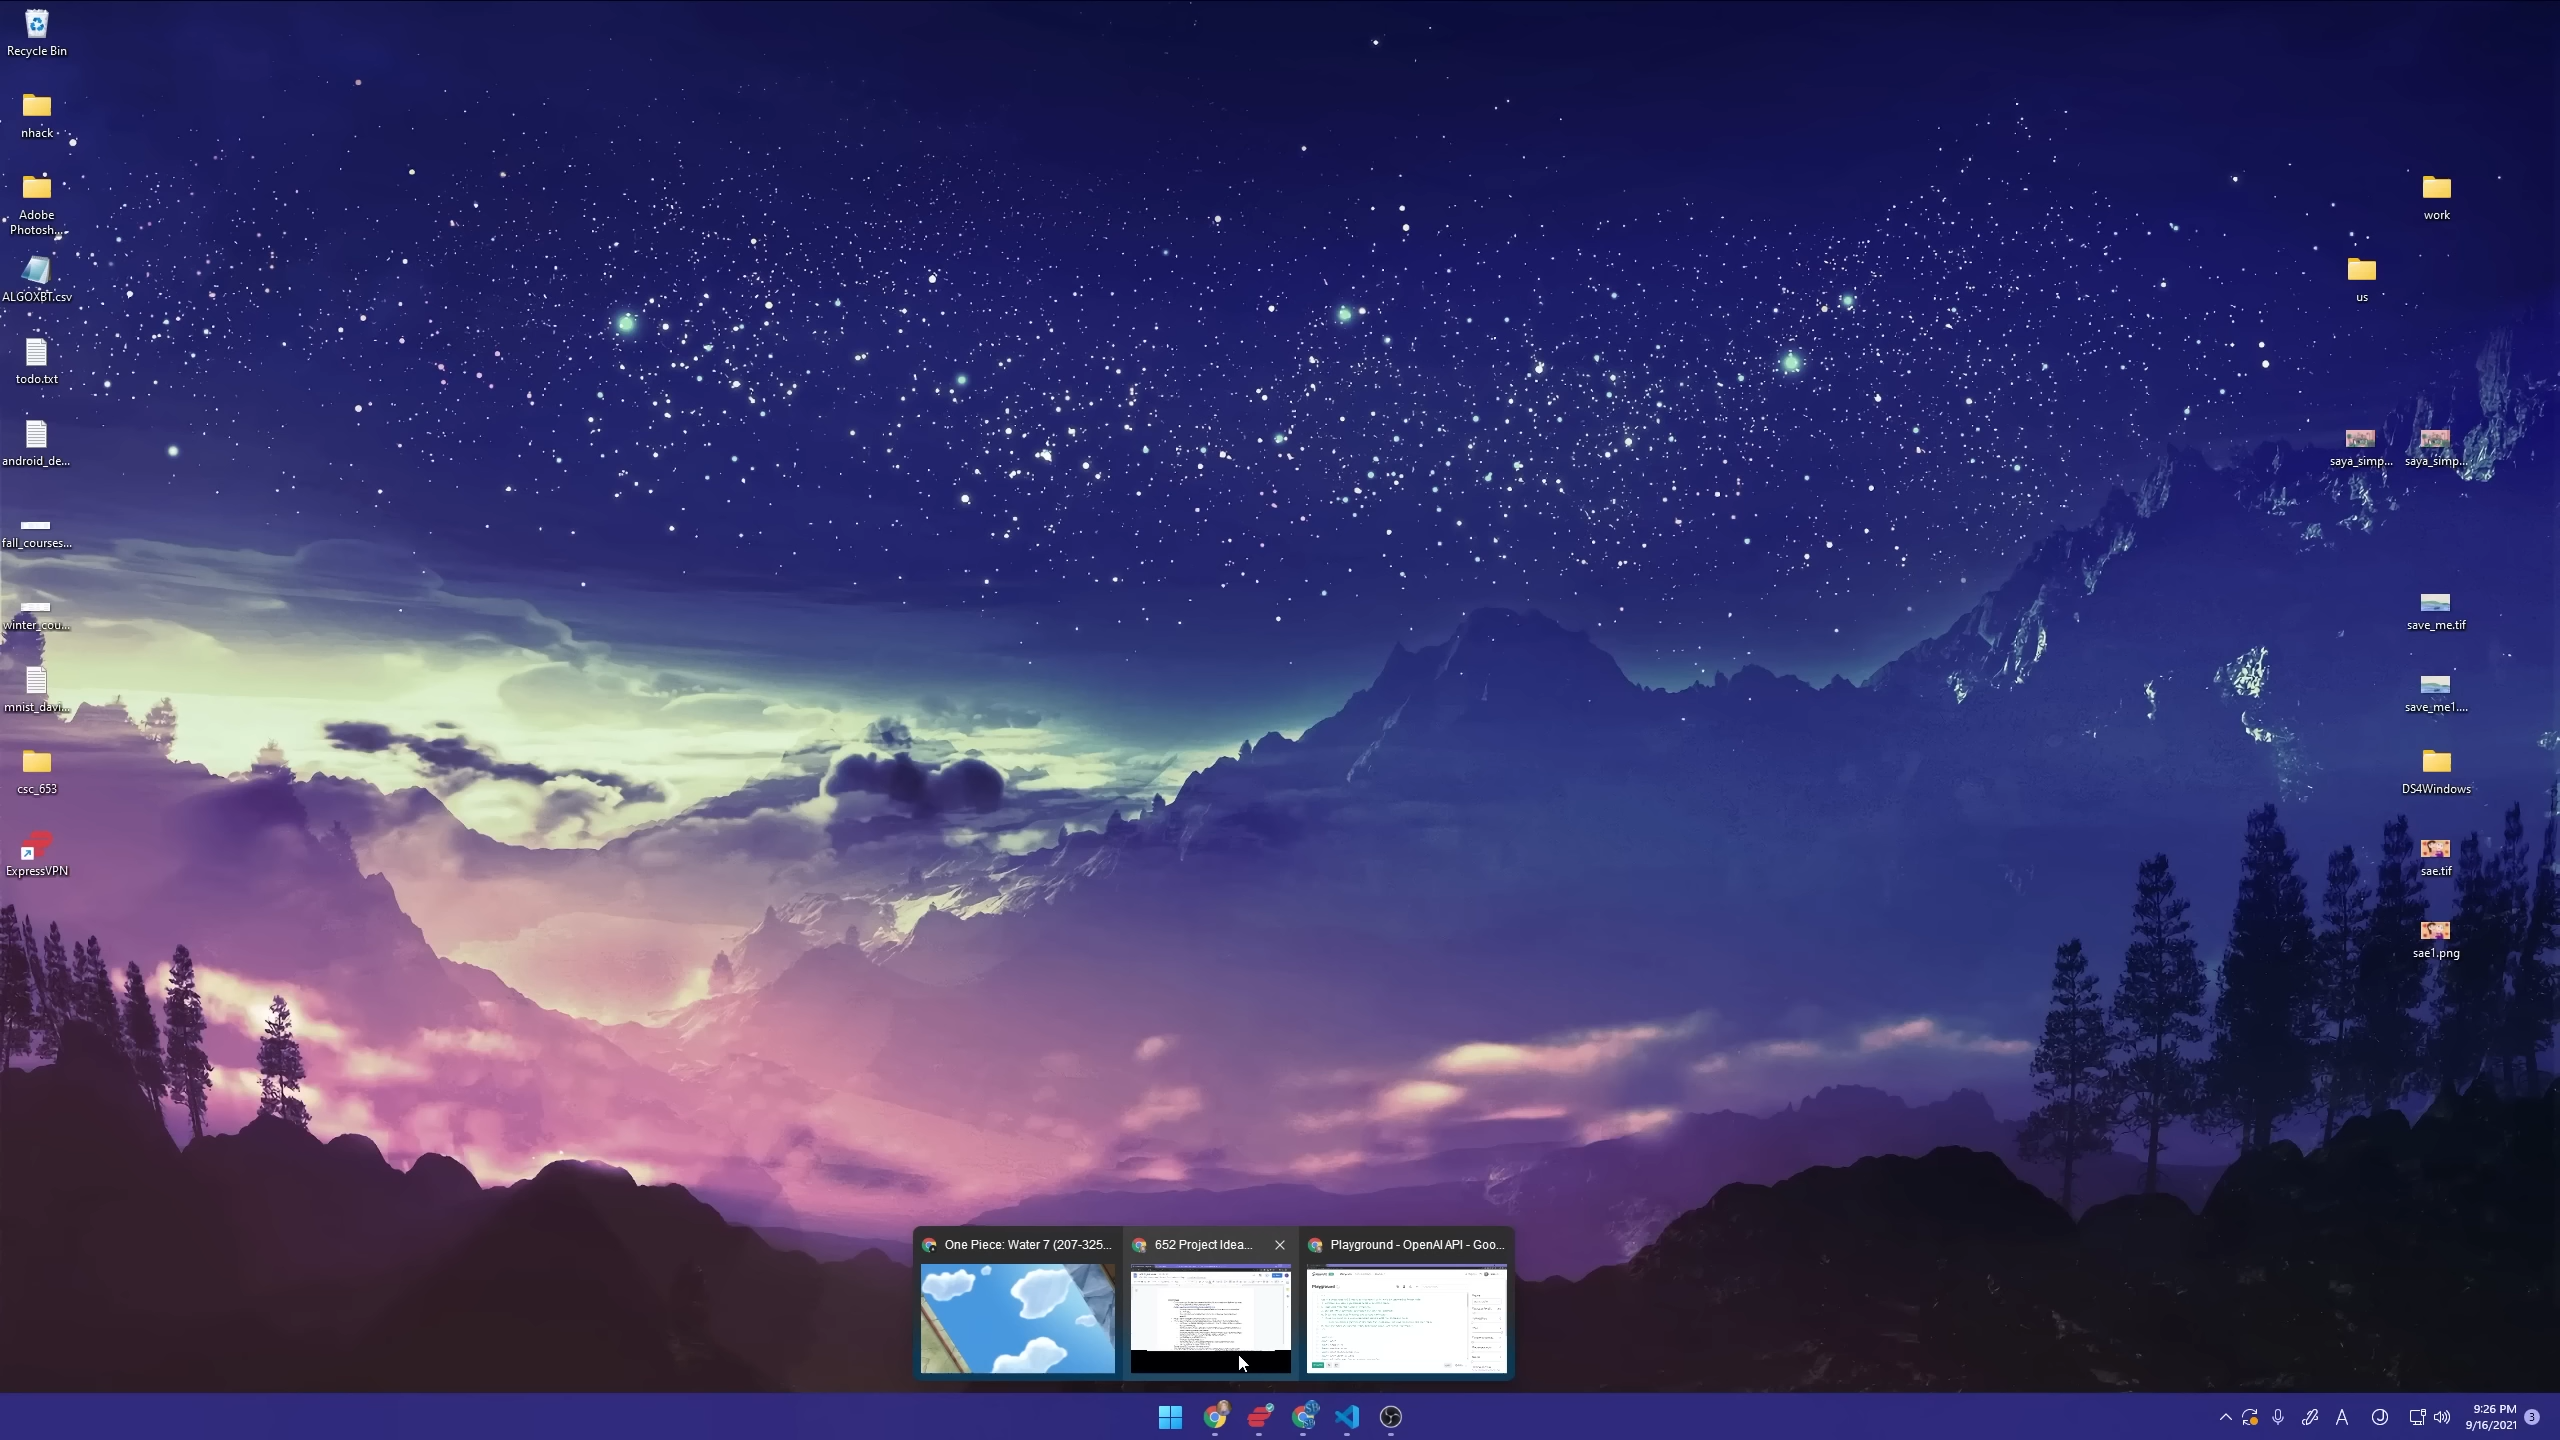 Recycle Bin
nhack
Adobe
Photosh...
ALGOXBT.csv
todo.txt
android_de...
fall_courses...
winter_cou...
mnist_davi...
csc_653
ExpressVPN
work
us
saya_simp...
saya_simp...
save_me.tif
save_me1....
DS4Windows
sae.tif
sae1.png
One Piece: Water 7 (207-325...
652 Project Idea...
Playground - OpenAI API - Goo...
Playground
9:26 PM
9/16/2021
3